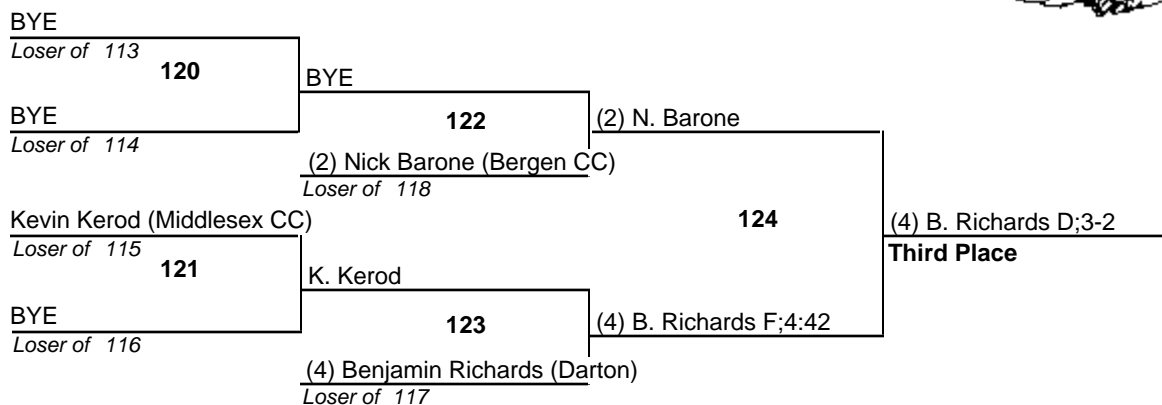 BYE
Loser of 113
120
BYE
BYE
Loser of 114
122
(2) N. Barone
(2) Nick Barone (Bergen CC)
Loser of 118
Kevin Kerod (Middlesex CC)
Loser of 115
121
124
(4) B. Richards D;3-2
Third Place
K. Kerod
BYE
Loser of 116
123
(4) B. Richards F;4:42
(4) Benjamin Richards (Darton)
Loser of 117